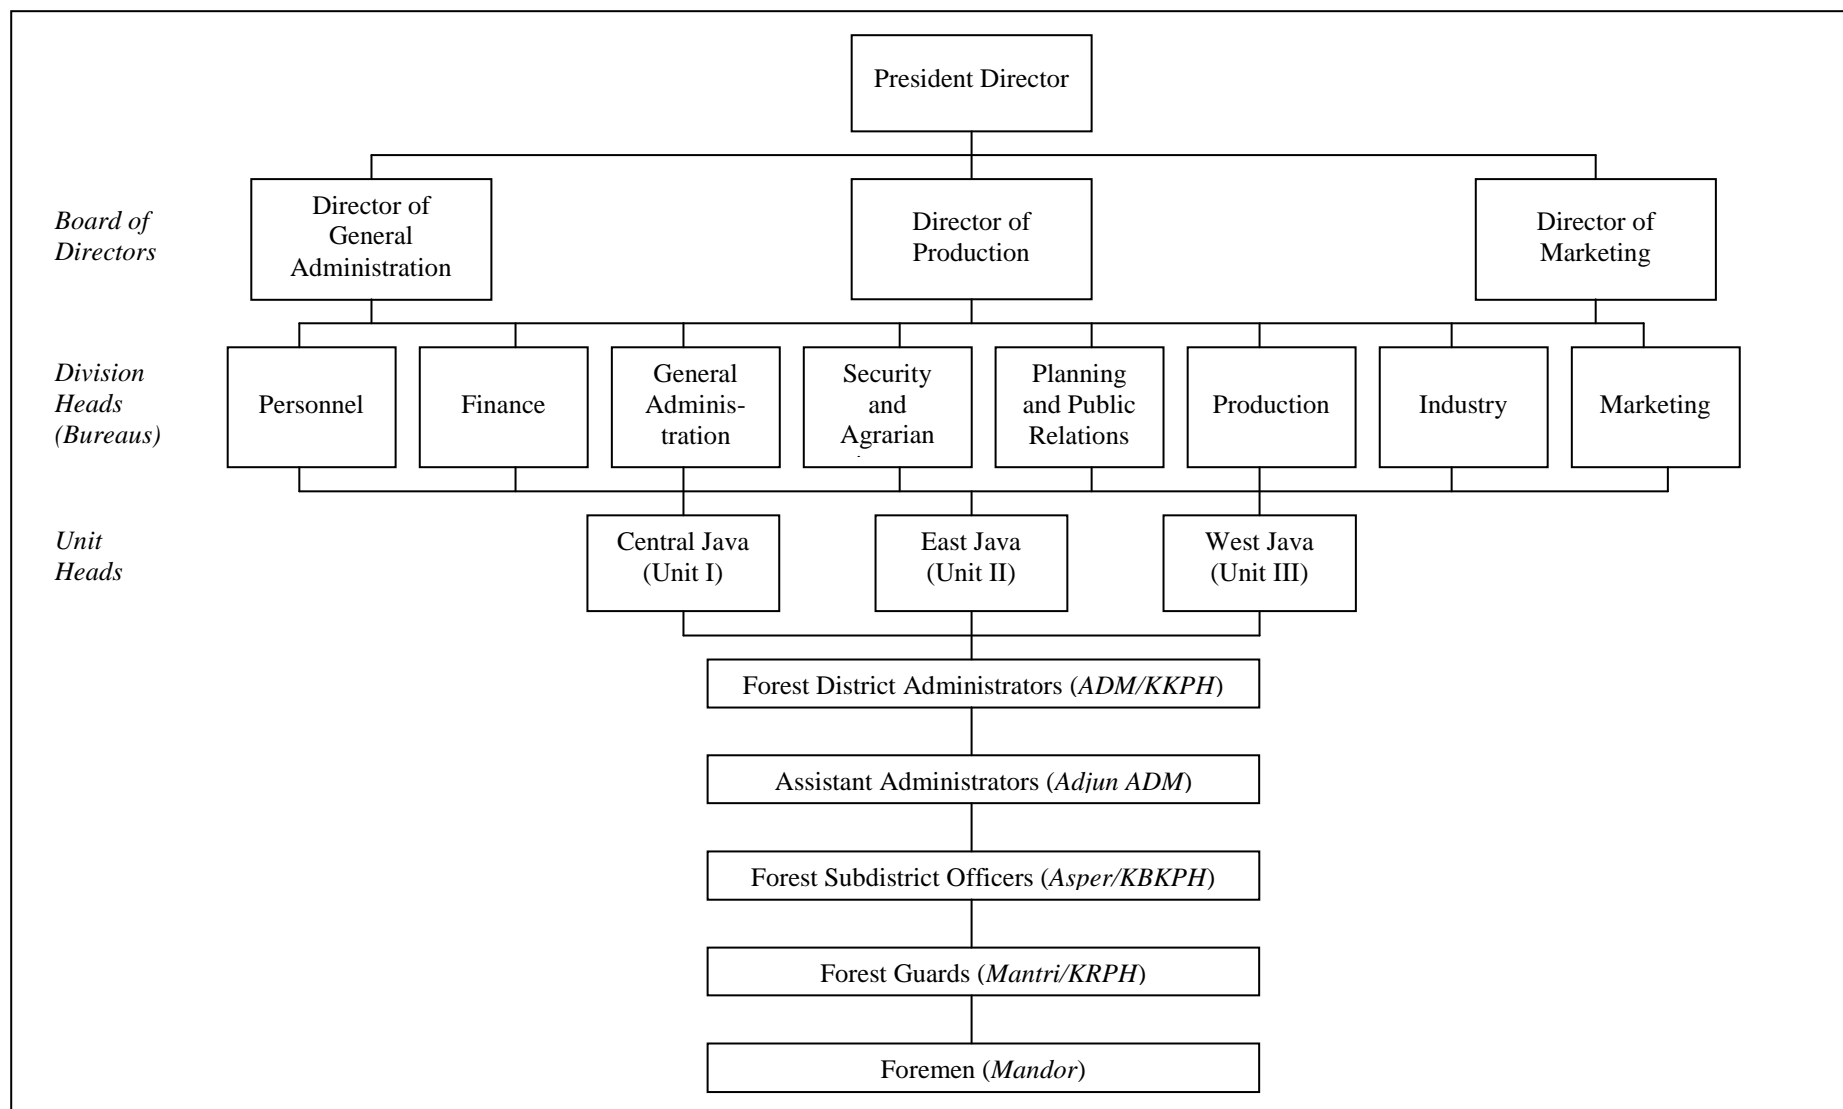 President Director
Board of
Directors
Director of
General
Administration
Director of
Production
Director of
Marketing
Division
Heads
(Bureaus)
Personnel
Finance
General
Adminis-
tration
Security
and
Agrarian
Planning
and Public
Relations
Production
Industry
Marketing
Unit
Heads
Central Java
(Unit I)
East Java
(Unit II)
West Java
(Unit III)
Forest District Administrators (ADM/KKPH)
Assistant Administrators (Adjun ADM)
Forest Subdistrict Officers (Asper/KBKPH)
Forest Guards (Mantri/KRPH)
Foremen (Mandor)